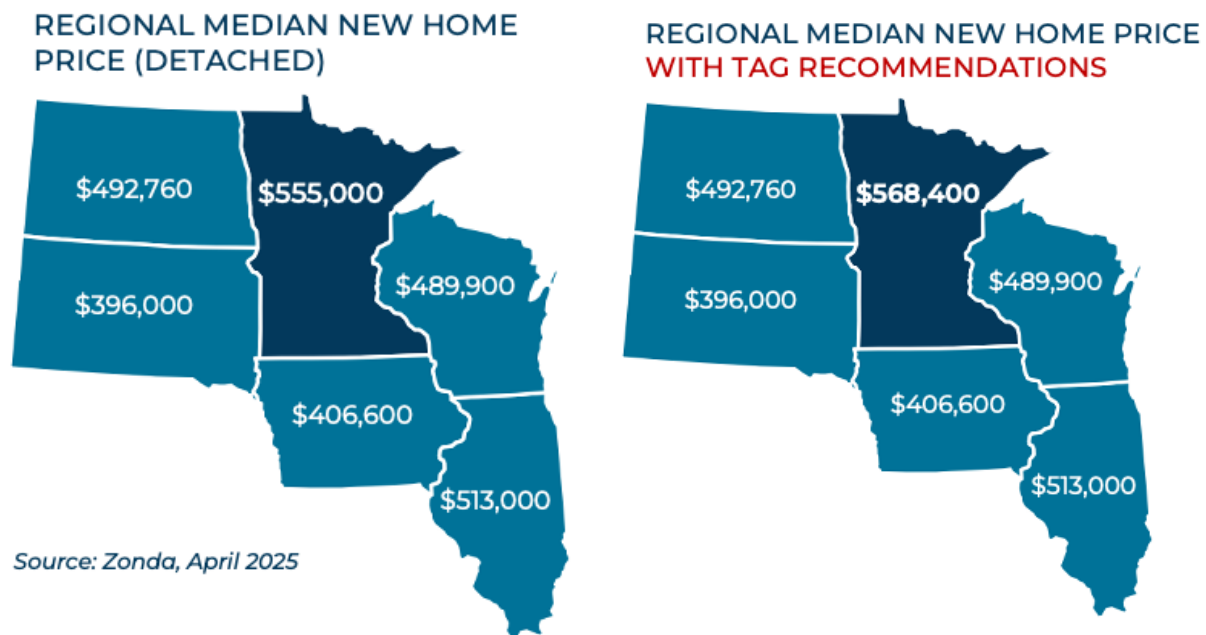 REGIONAL MEDIAN NEW HOME
PRICE (DETACHED)
$492,760
$555,000
$489,900
$396,000
$406,600
$513,000
Source: Zonda, April 2025
REGIONAL MEDIAN NEW HOME PRICE
WITH TAG RECOMMENDATIONS
$492,760
$568,400
$489,900
$396,000
$406,600
$513,000